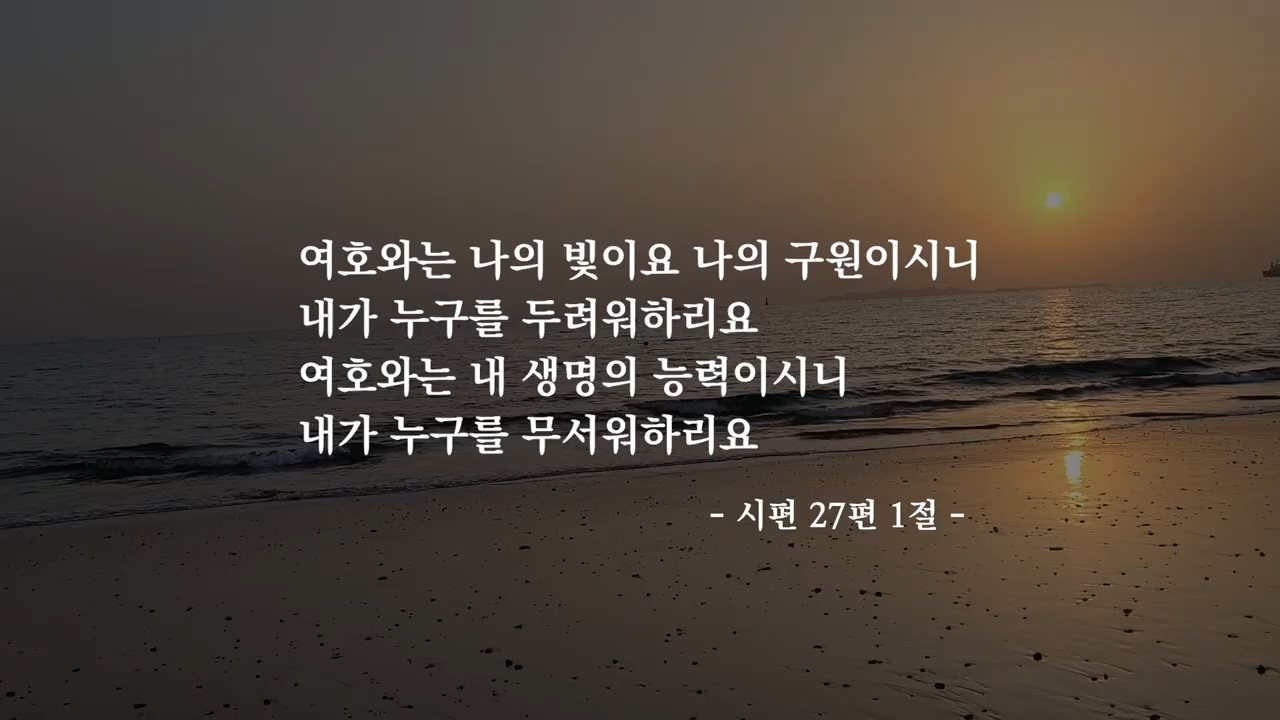 여호와는 나의 빛이요 나의 구원이시니
내가 누구를 두려워하리요
여호와는 내 생명의 능력이시니
내가 누구를 무서워하리요
- 시편 27편 1절 -